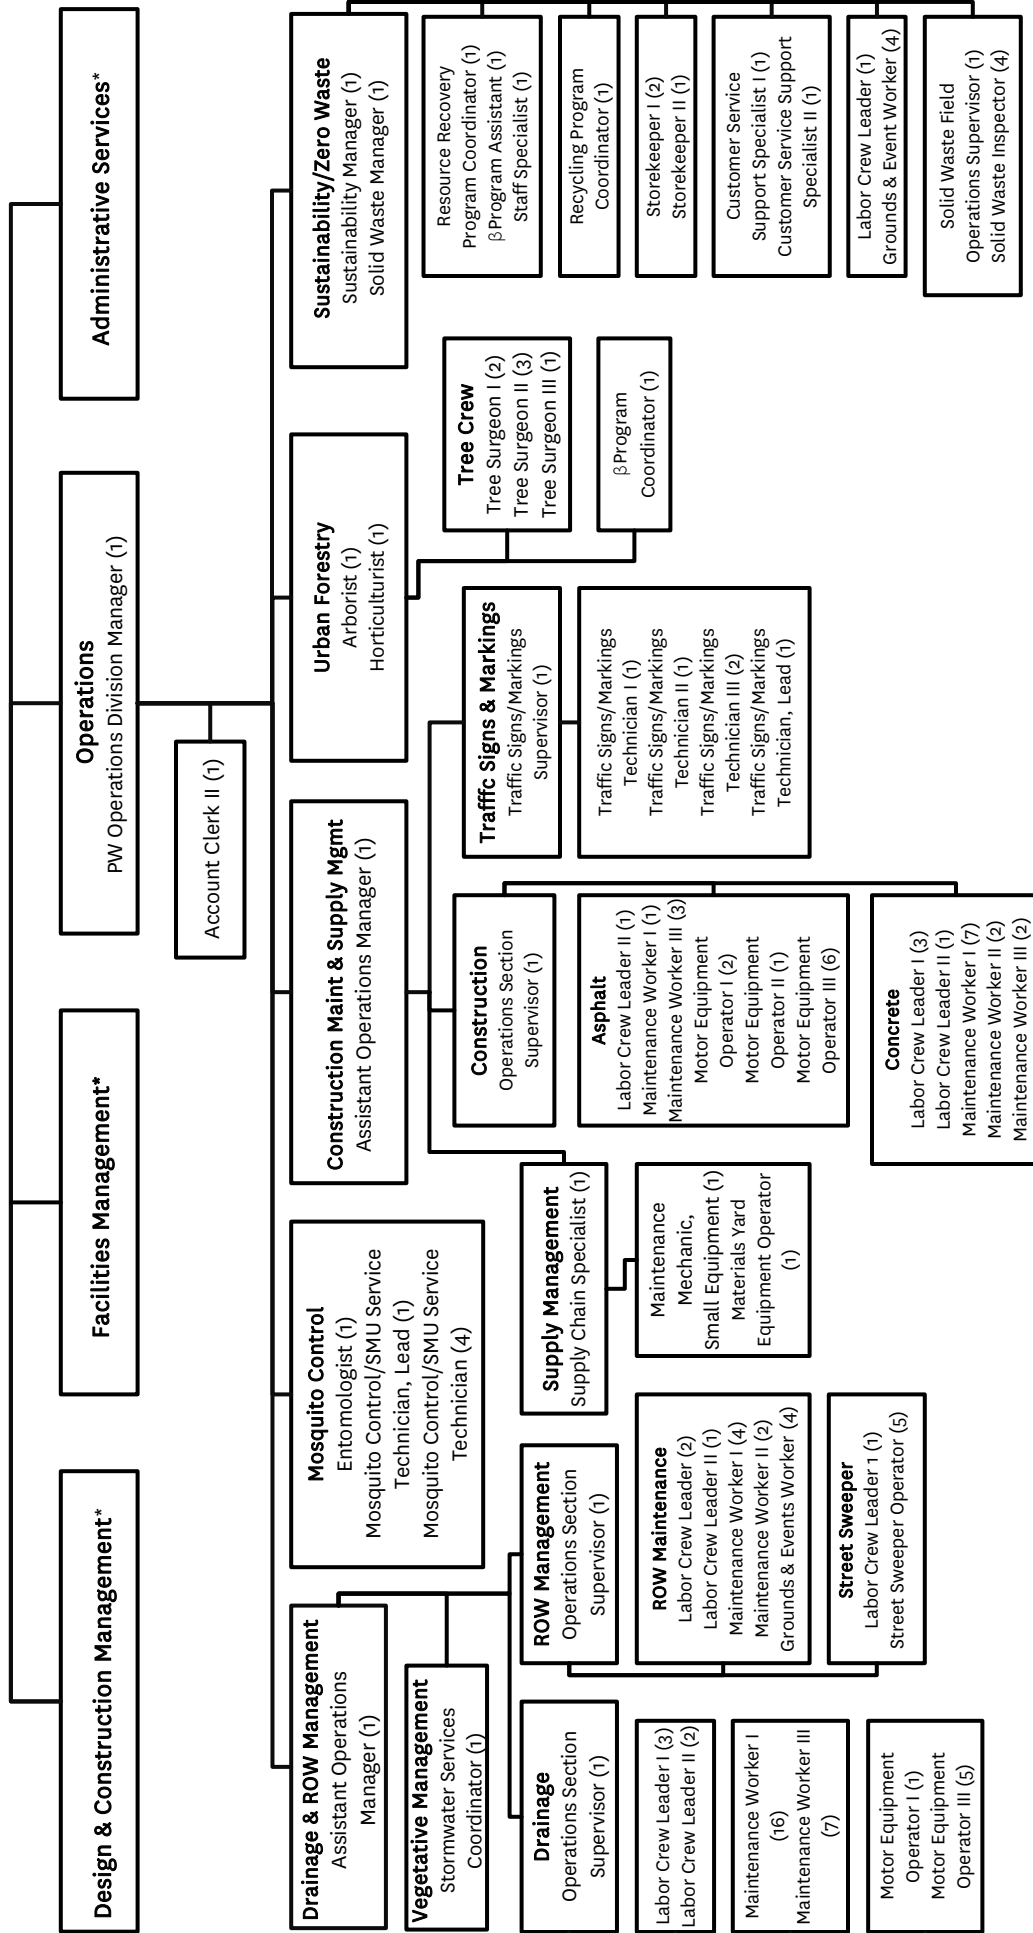 Design & Construction Management*
Facilities Management*
Operations
PW Operations Division Manager (1)
Administrative Services*
Account Clerk II (1)
Drainage & ROW Management
Assistant Operations
Manager (1)
Vegetative Management
Stormwater Services
Coordinator (1)
Drainage
Operations Section
Supervisor (1)
Labor Crew Leader I (3)
Labor Crew Leader II (2)
Maintenance Worker I
(16)
Maintenance Worker III
(7)
Motor Equipment
Operator I (1)
Motor Equipment
Operator III (5)
ROW Management
Operations Section
Supervisor (1)
ROW Maintenance
Labor Crew Leader (2)
Labor Crew Leader II (1)
Maintenance Worker I (4)
Maintenance Worker II (2)
Grounds & Events Worker (4)
Street Sweeper
Labor Crew Leader 1 (1)
Street Sweeper Operator (5)
Mosquito Control
Entomologist (1)
Mosquito Control/SMU Service
Technician, Lead (1)
Mosquito Control/SMU Service
Technician (4)
Construction Maint & Supply Mgmt
Assistant Operations Manager (1)
Supply Management
Supply Chain Specialist (1)
Maintenance
Mechanic,
Small Equipment (1)
Materials Yard
Equipment Operator
(1)
Construction
Operations Section
Supervisor (1)
Asphalt
Labor Crew Leader II (1)
Maintenance Worker I (1)
Maintenance Worker III (3)
Motor Equipment
Operator I (2)
Motor Equipment
Operator II (1)
Motor Equipment
Operator III (6)
Concrete
Labor Crew Leader I (3)
Labor Crew Leader II (1)
Maintenance Worker I (7)
Maintenance Worker II (2)
Maintenance Worker III (2)
Trafffc Signs & Markings
Traffic Signs/Markings
Supervisor (1)
Traffic Signs/Markings
Technician I (1)
Traffic Signs/Markings
Technician II (1)
Traffic Signs/Markings
Technician III (2)
Traffic Signs/Markings
Technician, Lead (1)
Urban Forestry
Arborist (1)
Horticulturist (1)
Tree Crew
Tree Surgeon I (2)
Tree Surgeon II (3)
Tree Surgeon III (1)
βProgram
Coordinator (1)
Sustainability/Zero Waste
Sustainability Manager (1)
Solid Waste Manager (1)
Resource Recovery
Program Coordinator (1)
βProgram Assistant (1)
Staff Specialist (1)
Recycling Program
Coordinator (1)
Storekeeper I (2)
Storekeeper II (1)
Customer Service
Support Specialist I (1)
Customer Service Support
Specialist II (1)
Labor Crew Leader (1)
Grounds & Event Worker (4)
Solid Waste Field
Operations Supervisor (1)
Solid Waste Inspector (4)